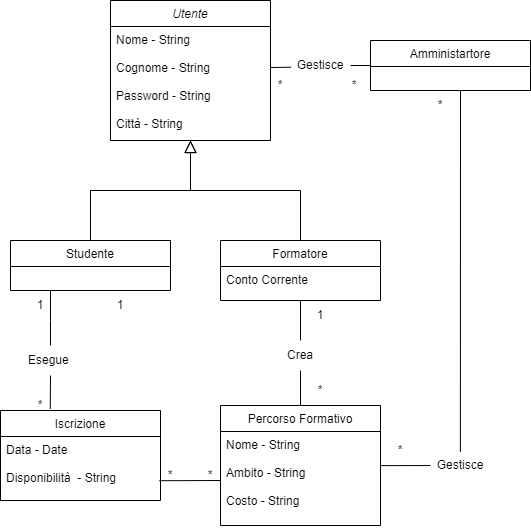 Utente
Nome - String
Cognome - String
Password - String
Città - String
Gestisce
*
*
Amministartore
*
Studente
Formatore
Conto Corrente
1
1
1
Esegue
Crea
*
*
Iscrizione
Data - Date
Disponibilità - String
*
*
Percorso Formativo
Nome - String
Ambito - String
Costo - String
*
Gestisce